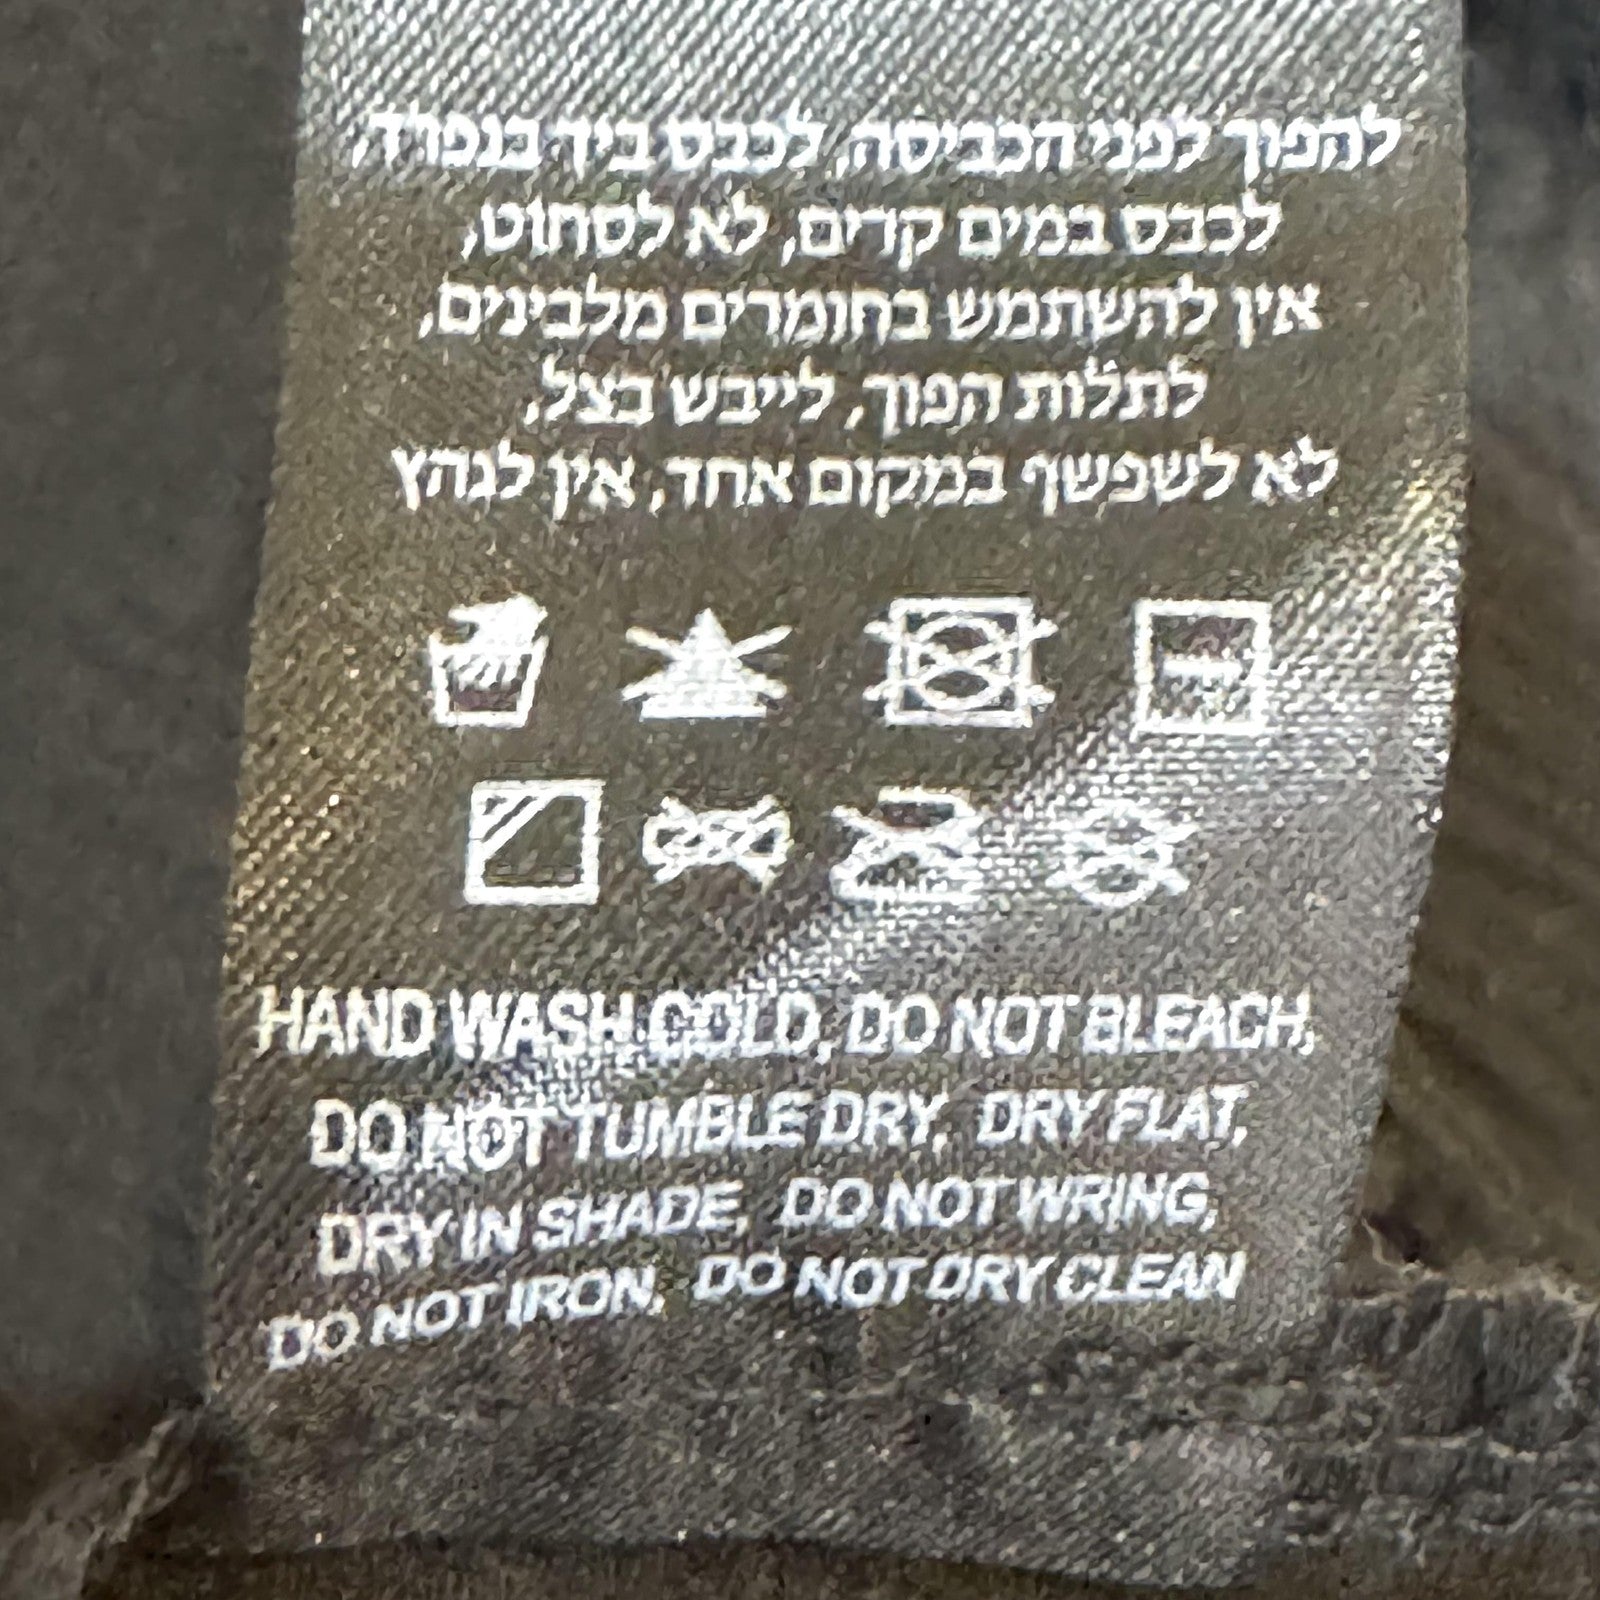 להפוך לפני הכביסה, לכבס ביד בנפרד,
לכבס במים קרים, לא לסחוט,
אין להשתמש בחומרים מלבינים,
לתלות הפוך, לייבש בצל,
לא לשפשף במקום אחד, אין לגהץ
HAND WASH COLD, DO NOT BLEACH,
DO NOT TUMBLE DRY, DRY FLAT,
DRY IN SHADE, DO NOT WRING,
DO NOT IRON, DO NOT DRY CLEAN